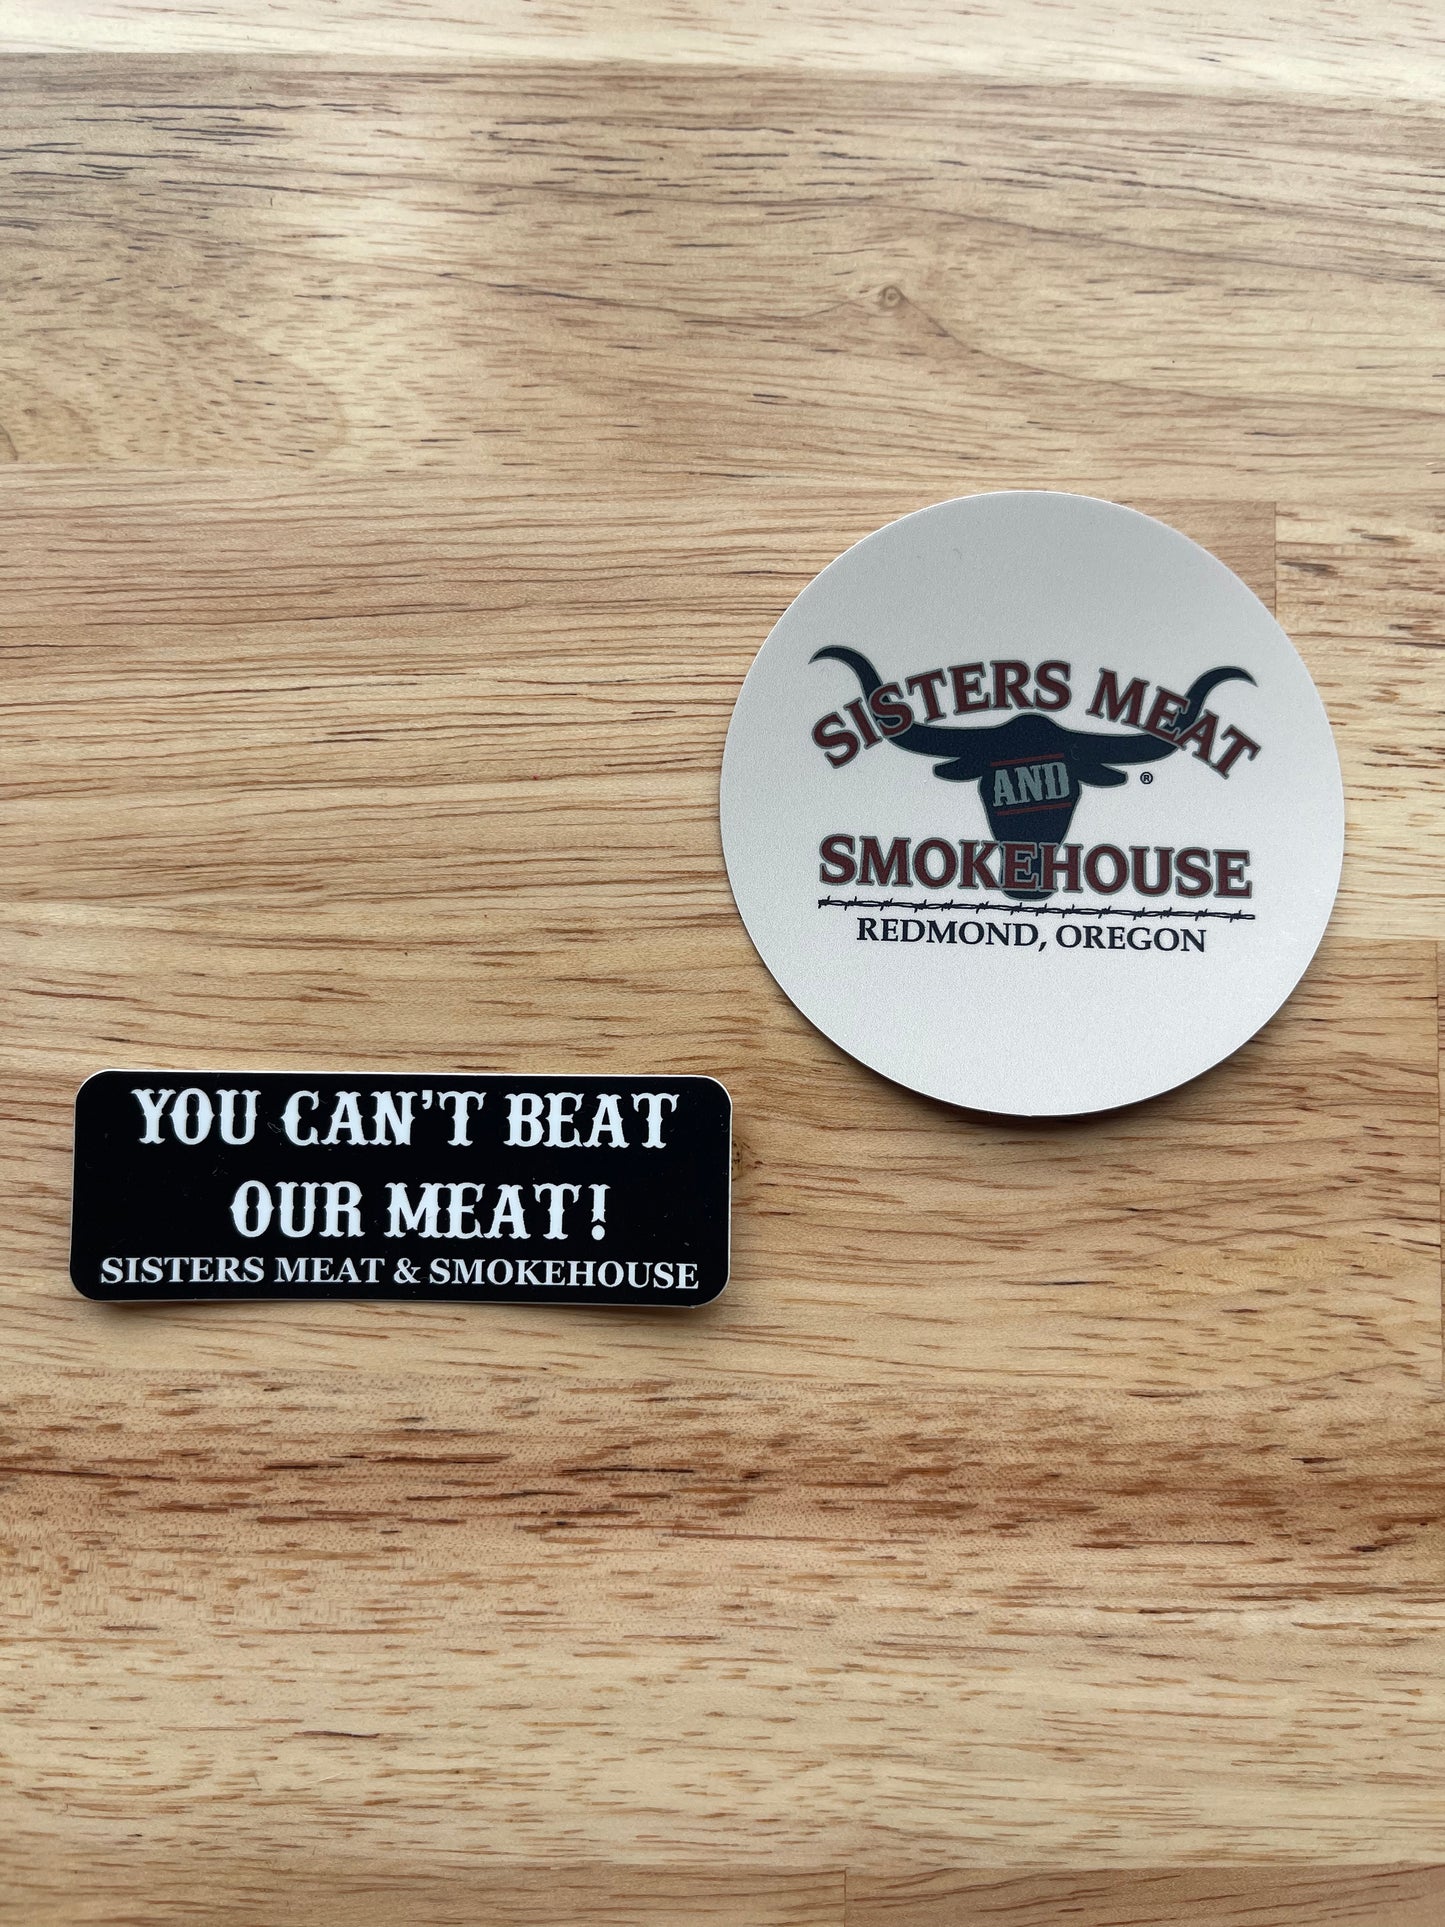 SISTERS MEAT
AND
®
SMOKEHOUSE
REDMOND, OREGON
YOU CAN'T BEAT
OUR MEAT!
SISTERS MEAT & SMOKEHOUSE